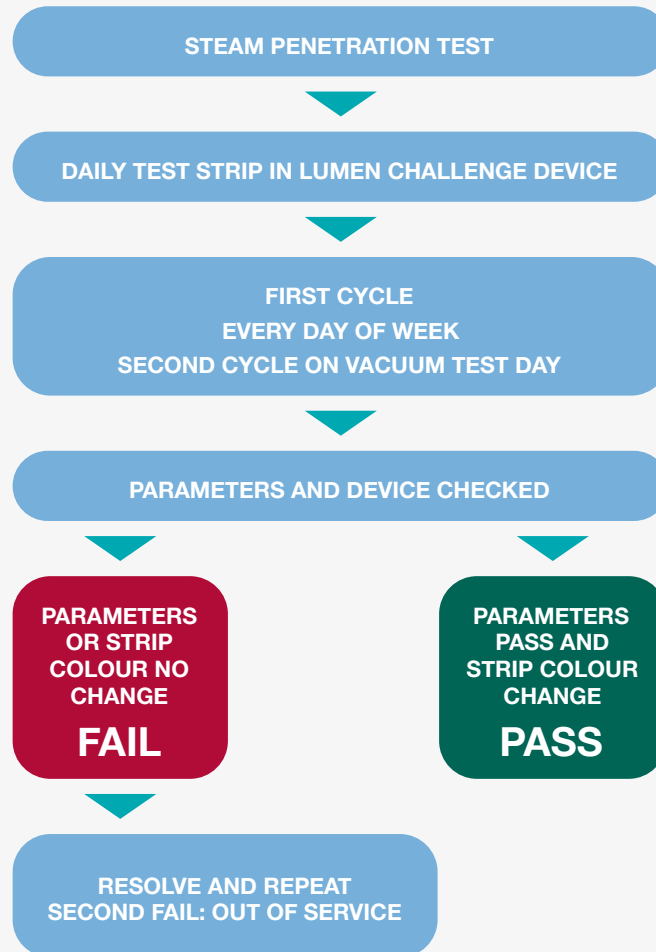 STEAM PENETRATION TEST
DAILY TEST STRIP IN LUMEN CHALLENGE DEVICE
FIRST CYCLE
EVERY DAY OF WEEK
SECOND CYCLE ON VACUUM TEST DAY
PARAMETERS AND DEVICE CHECKED
PARAMETERS
OR STRIP
COLOUR NO
CHANGE
FAIL
PARAMETERS
PASS AND
STRIP COLOUR
CHANGE
PASS
RESOLVE AND REPEAT
SECOND FAIL: OUT OF SERVICE